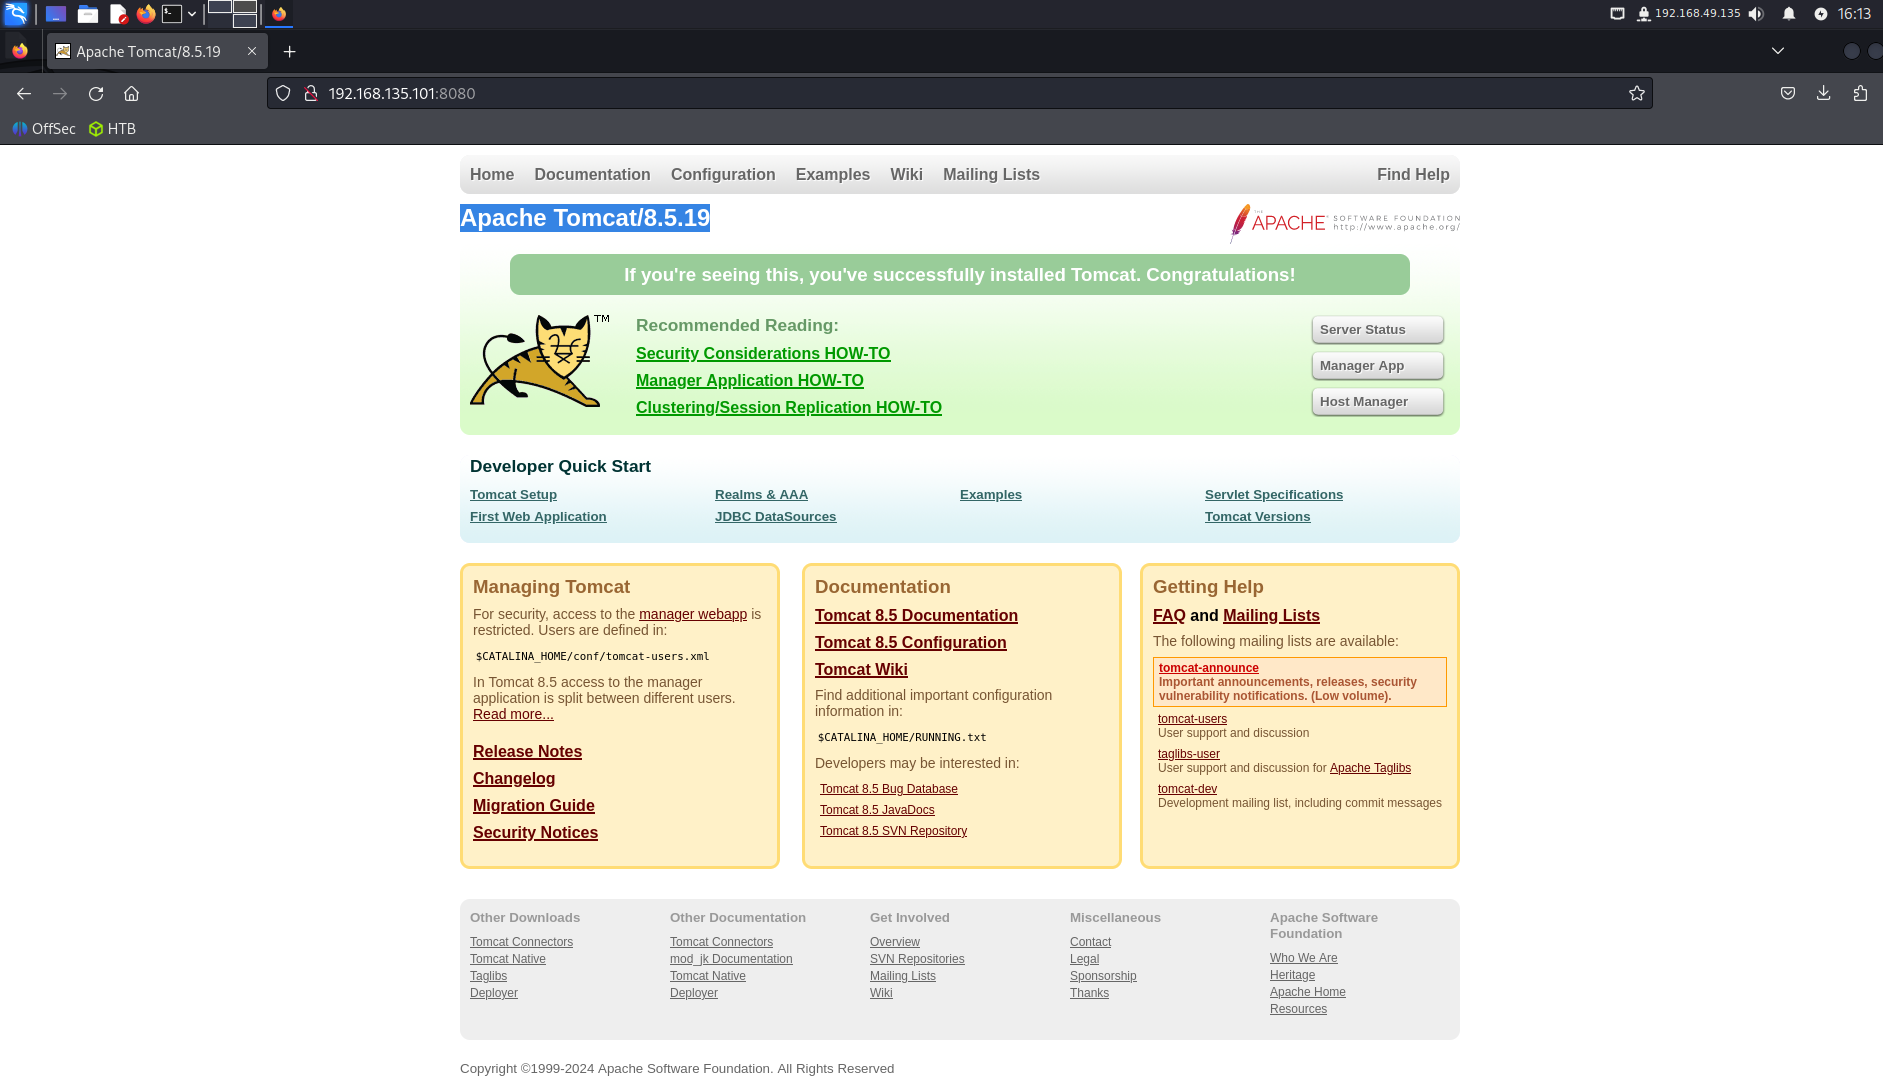 192.168.49.135
16:13
Apache Tomcat/8.5.19
192.168.135.101:8080
OffSec
HTB
Home Documentation Configuration Examples Wiki Mailing Lists Find Help
Apache Tomcat/8.5.19
THE APACHE SOFTWARE FOUNDATION
http://www.apache.org/
If you're seeing this, you've successfully installed Tomcat. Congratulations!
TM
Recommended Reading:
Security Considerations HOW-TO
Manager Application HOW-TO
Clustering/Session Replication HOW-TO
Server Status
Manager App
Host Manager
Developer Quick Start
Tomcat Setup
First Web Application
Realms & AAA
JDBC DataSources
Examples
Servlet Specifications
Tomcat Versions
Managing Tomcat
For security, access to the manager webapp is
restricted. Users are defined in:
$CATALINA_HOME/conf/tomcat-users.xml
In Tomcat 8.5 access to the manager
application is split between different users.
Read more...
Release Notes
Changelog
Migration Guide
Security Notices
Documentation
Tomcat 8.5 Documentation
Tomcat 8.5 Configuration
Tomcat Wiki
Find additional important configuration
information in:
$CATALINA_HOME/RUNNING.txt
Developers may be interested in:
Tomcat 8.5 Bug Database
Tomcat 8.5 JavaDocs
Tomcat 8.5 SVN Repository
Getting Help
FAQ and Mailing Lists
The following mailing lists are available:
tomcat-announce
Important announcements, releases, security
vulnerability notifications. (Low volume).
tomcat-users
User support and discussion
taglibs-user
User support and discussion for Apache Taglibs
tomcat-dev
Development mailing list, including commit messages
Other Downloads
Tomcat Connectors
Tomcat Native
Taglibs
Deployer
Other Documentation
Tomcat Connectors
mod_jk Documentation
Tomcat Native
Deployer
Get Involved
Overview
SVN Repositories
Mailing Lists
Wiki
Miscellaneous
Contact
Legal
Sponsorship
Thanks
Apache Software
Foundation
Who We Are
Heritage
Apache Home
Resources
Copyright ©1999-2024 Apache Software Foundation. All Rights Reserved